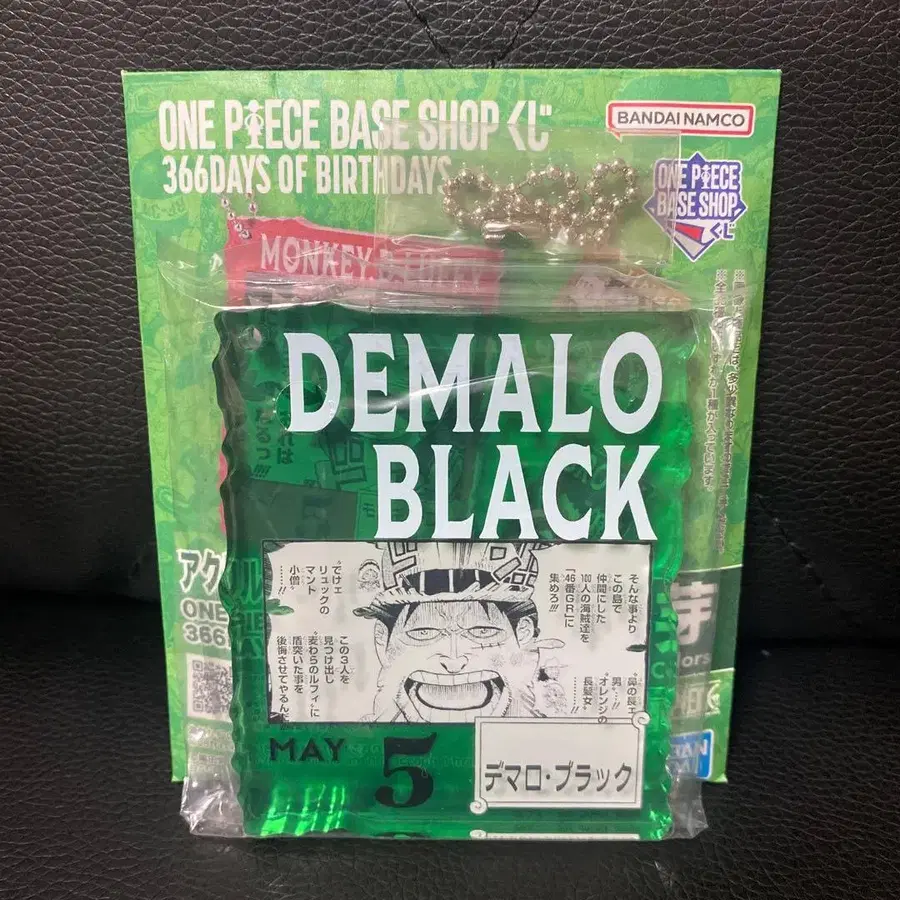 ONE PIECE BASE SHOP くじ
366DAYS OF BIRTHDAYS
BANDAI NAMCO
ONE PIECE
BASE SHOP
くじ
MONKEY.D.LUFFY
DEMALO
BLACK
そんな事より
この島で
仲間にした
100人の海賊達を
「46番GR」に
集めろ!!!
"鼻の長ェ
男"…!!
"オレンジの
長髪女"
………!!
"でけェ
リュックの
マント
小僧"
……!!
この3人を
見つけ出し
"麦わらのルフィ"に
盾突いた事を
後悔させてやるんだ
MAY 5
デマロ・ブラック
アク
ONE
366